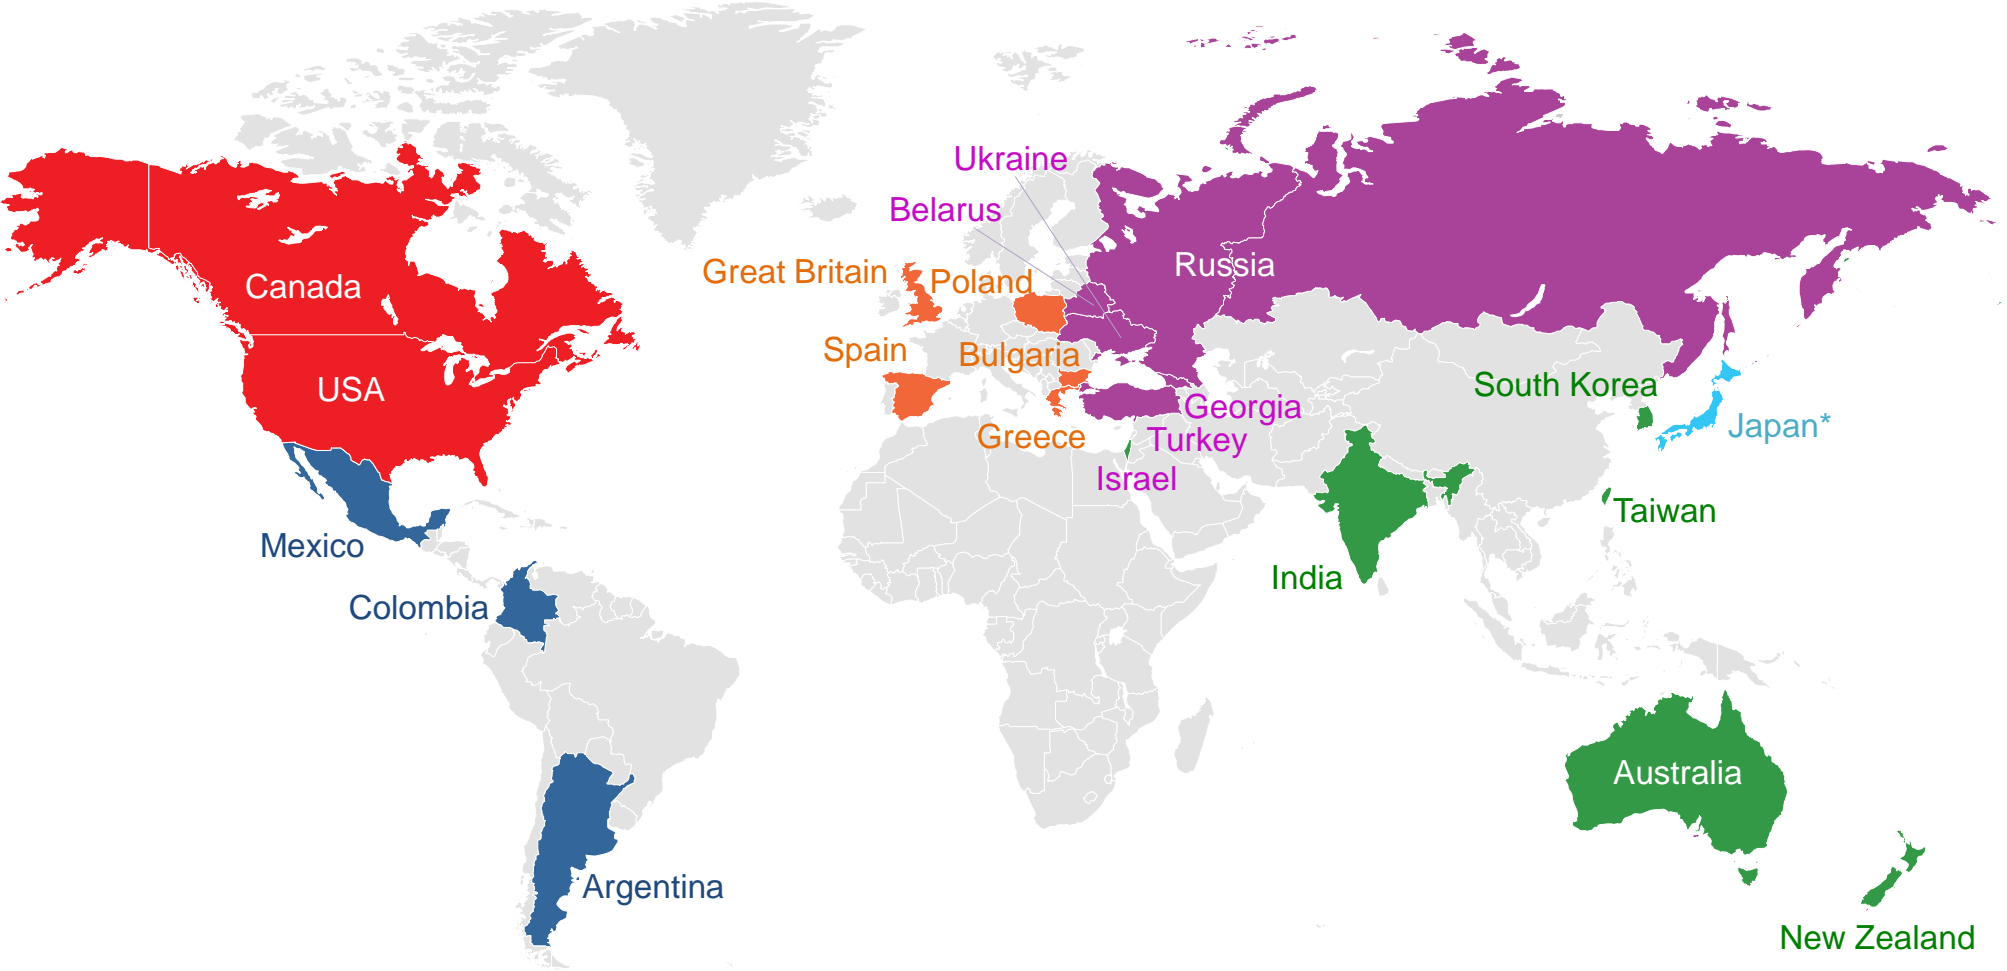 Ukraine
Belarus
Great Britain
Poland
Russia
Canada
Spain
Bulgaria
USA
South Korea
Georgia
Japan*
Greece
Turkey
Israel
Taiwan
Mexico
India
Colombia
Australia
Argentina
New Zealand